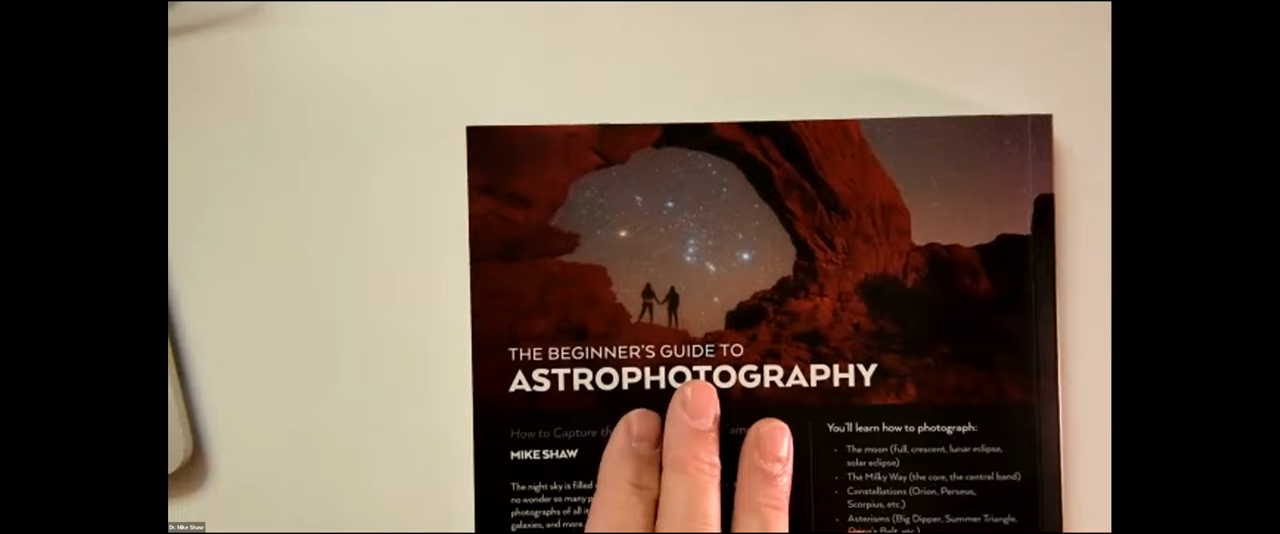 THE BEGINNER'S GUIDE TO
ASTROPHOTOGRAPHY
How to Capture
MIKE SHAW
The night sky is filled
no wonder so many
photographs of all
galaxies, and more
You'll learn how to photograph:
• The moon (full, crescent, lunar eclipse,
solar eclipse)
• The Milky Way (the core, the central band)
• Constellations (Orion, Perseus,
Scorpius, etc.)
• Asterisms (Big Dipper, Summer Triangle,
Orion's Belt, etc.)
Dr. Mike Shaw